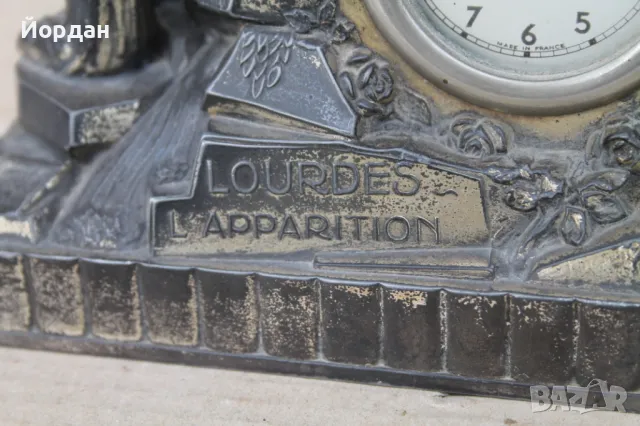 Йордан
7 6 5
MADE IN FRANCE
LOURDES
L'APPARITION
BAZAR